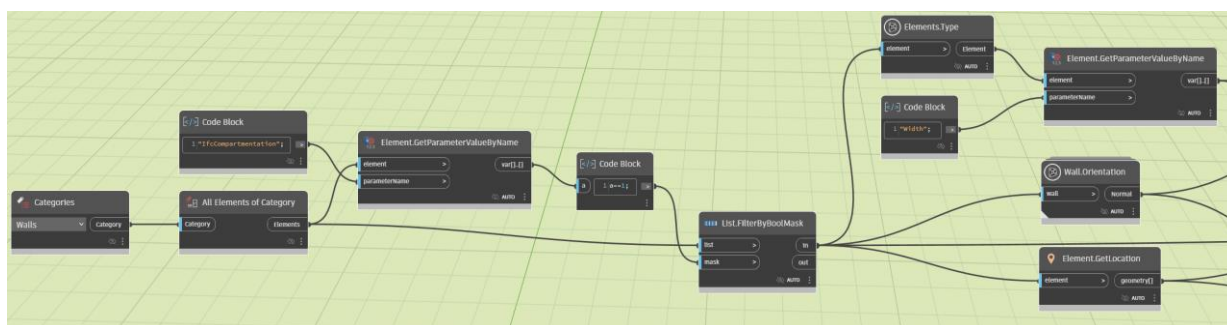 Categories
Walls
Category
All Elements of Category
Category
Elements
Code Block
1 "IfcCompartmentation";
Element.GetParameterValueByName
element >
var[]..[]
parameterName >
AUTO
Code Block
a
1 a==1;
List.FilterByBoolMask
list >
in
mask >
out
AUTO
Elements.Type
element >
Element
AUTO
Code Block
1 "Width";
Element.GetParameterValueByName
element >
var[]..[]
parameterName >
AUTO
Wall.Orientation
wall >
Normal
AUTO
Element.GetLocation
element >
geometry[]
AUTO